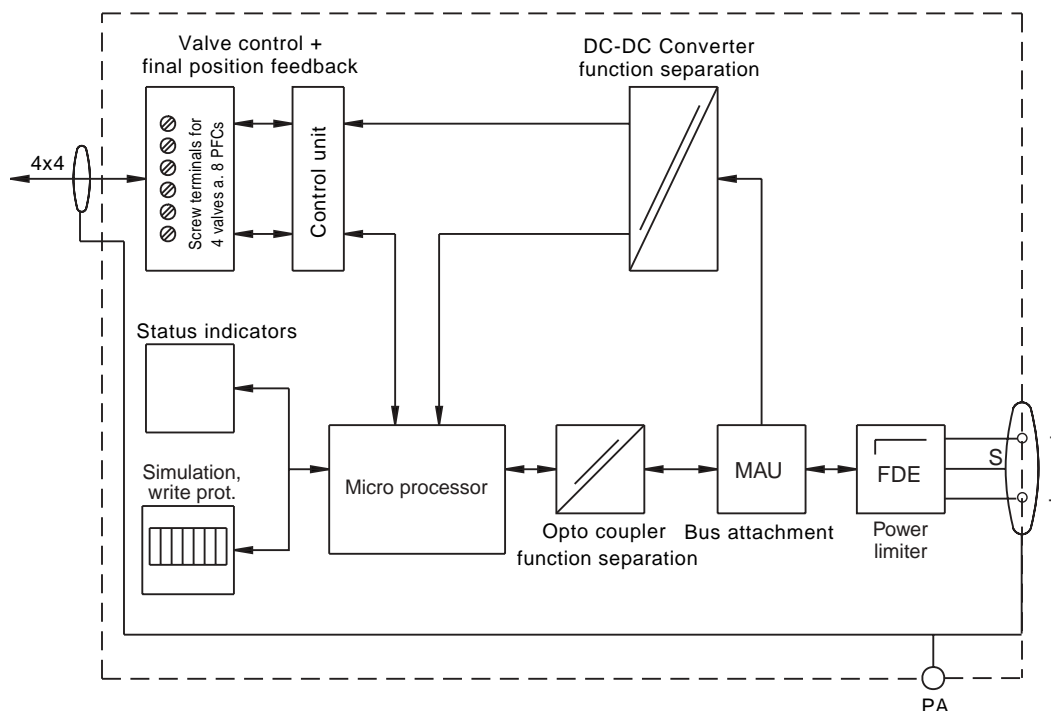 Valve control +
final position feedback
DC-DC Converter
function separation
4x4
Screw terminals for
4 valves a. 8 PFCs
Control unit
Status indicators
Simulation,
write prot.
Micro processor
MAU
FDE
S
Opto coupler
function separation
Bus attachment
Power
limiter
PA